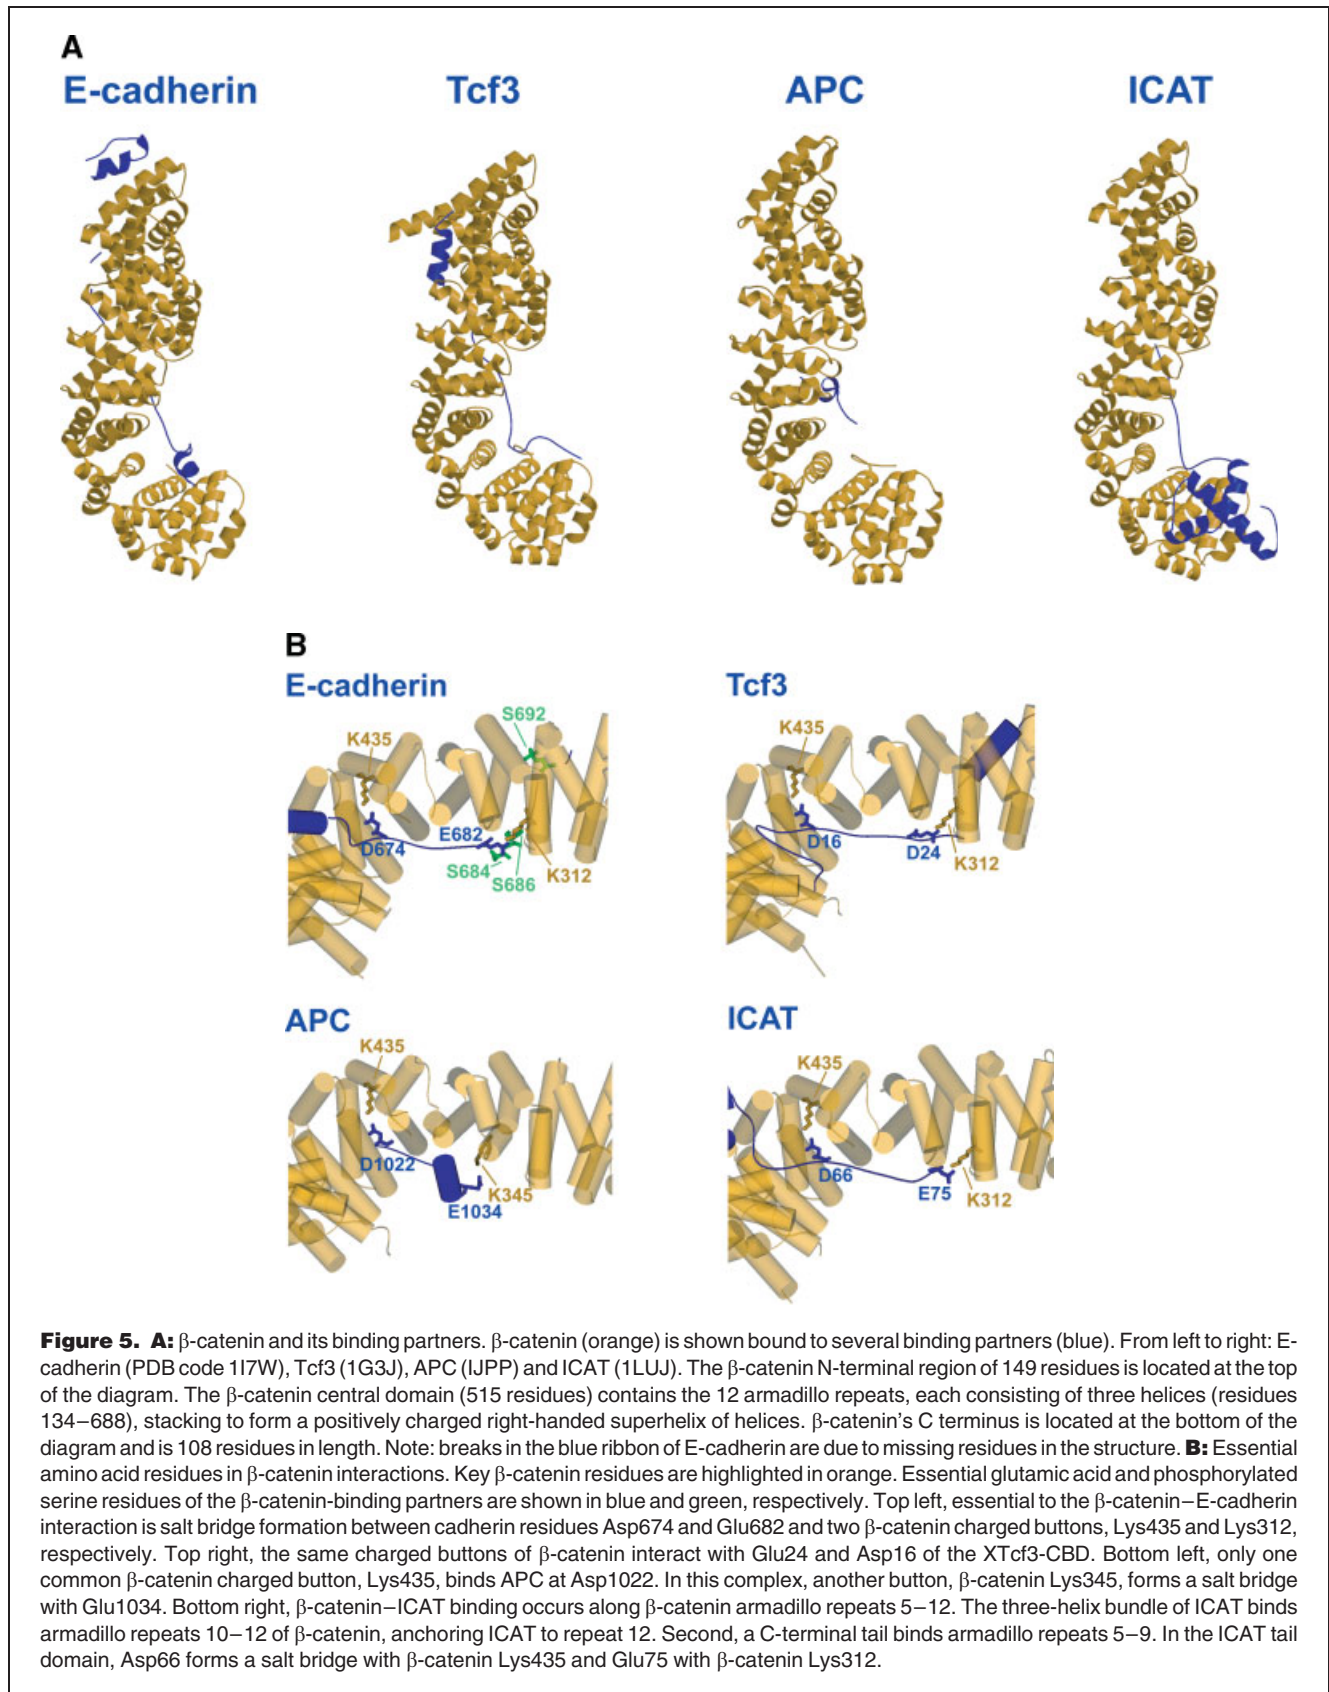 A
E-cadherin
Tcf3
APC
ICAT
B
E-cadherin
S692
K435
E682
D674
S684
S686
K312
Tcf3
K435
D16
D24
K312
APC
K435
D1022
K345
E1034
ICAT
K435
D66
E75
K312
Figure 5. A: β-catenin and its binding partners. β-catenin (orange) is shown bound to several binding partners (blue). From left to right: E-
cadherin (PDB code 1I7W), Tcf3 (1G3J), APC (IJPP) and ICAT (1LUJ). The β-catenin N-terminal region of 149 residues is located at the top
of the diagram. The β-catenin central domain (515 residues) contains the 12 armadillo repeats, each consisting of three helices (residues
134–688), stacking to form a positively charged right-handed superhelix of helices. β-catenin's C terminus is located at the bottom of the
diagram and is 108 residues in length. Note: breaks in the blue ribbon of E-cadherin are due to missing residues in the structure. B: Essential
amino acid residues in β-catenin interactions. Key β-catenin residues are highlighted in orange. Essential glutamic acid and phosphorylated
serine residues of the β-catenin-binding partners are shown in blue and green, respectively. Top left, essential to the β-catenin–E-cadherin
interaction is salt bridge formation between cadherin residues Asp674 and Glu682 and two β-catenin charged buttons, Lys435 and Lys312,
respectively. Top right, the same charged buttons of β-catenin interact with Glu24 and Asp16 of the XTcf3-CBD. Bottom left, only one
common β-catenin charged button, Lys435, binds APC at Asp1022. In this complex, another button, β-catenin Lys345, forms a salt bridge
with Glu1034. Bottom right, β-catenin–ICAT binding occurs along β-catenin armadillo repeats 5–12. The three-helix bundle of ICAT binds
armadillo repeats 10–12 of β-catenin, anchoring ICAT to repeat 12. Second, a C-terminal tail binds armadillo repeats 5–9. In the ICAT tail
domain, Asp66 forms a salt bridge with β-catenin Lys435 and Glu75 with β-catenin Lys312.